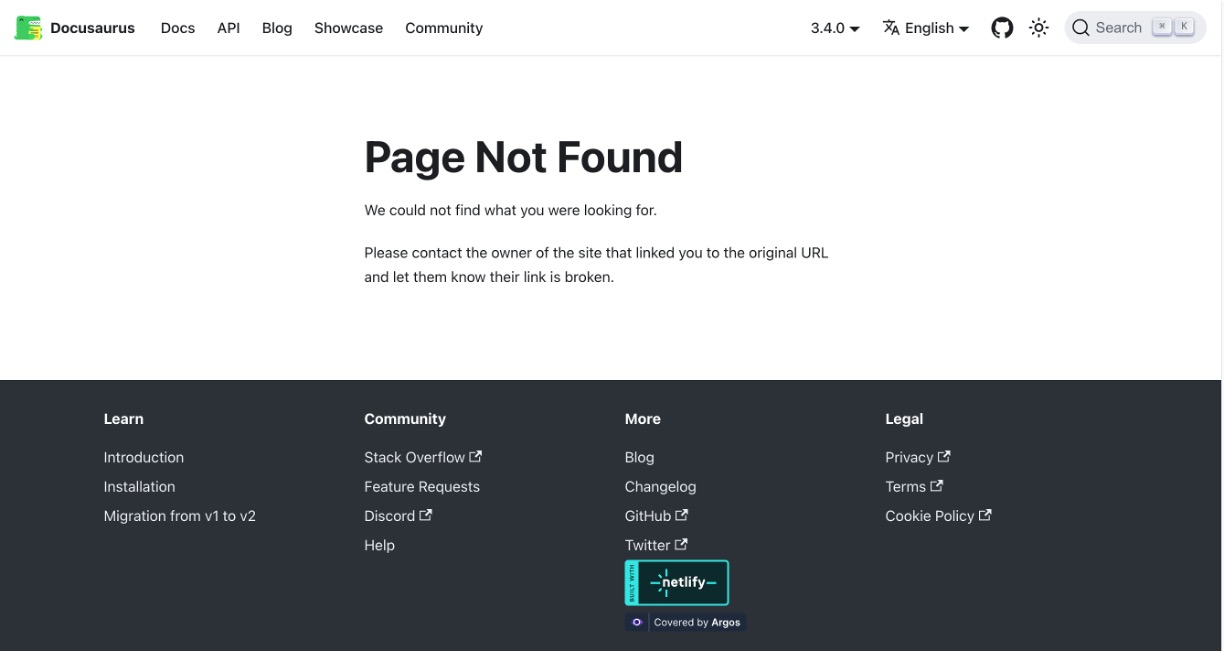 Docusaurus Docs API Blog Showcase Community 3.4.0 English Search ⌘ K
Page Not Found
We could not find what you were looking for.
Please contact the owner of the site that linked you to the original URL
and let them know their link is broken.
Learn
Introduction
Installation
Migration from v1 to v2
Community
Stack Overflow
Feature Requests
Discord
Help
More
Blog
Changelog
GitHub
Twitter
BUILT WITH netlify
Covered by Argos
Legal
Privacy
Terms
Cookie Policy